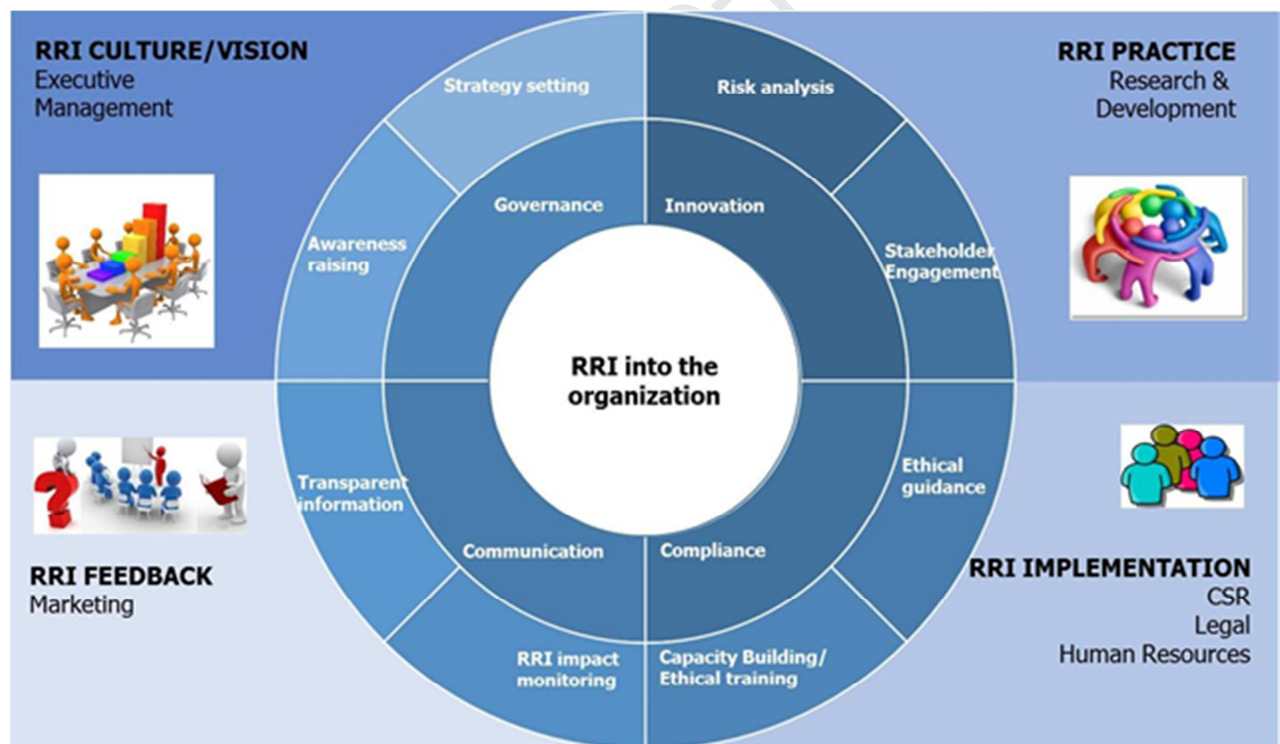 RRI CULTURE/VISION
Executive
Management
RRI PRACTICE
Research &
Development
Strategy setting
Risk analysis
Governance
Innovation
Awareness
raising
Stakeholder
Engagement
RRI into the
organization
Transparent
information
Ethical
guidance
Communication
Compliance
RRI FEEDBACK
Marketing
RRI IMPLEMENTATION
CSR
Legal
Human Resources
RRI impact
monitoring
Capacity Building/
Ethical training